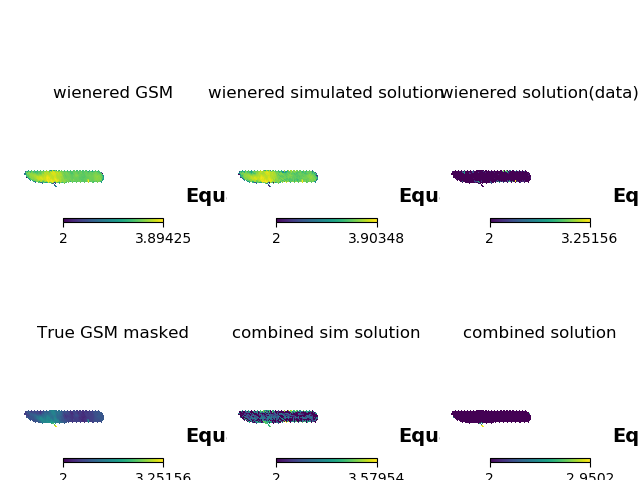 wienered GSM
wienered simulated solution
wienered solution(data)
Equ
Equ
Eq
2 3.89425
2 3.90348
2 3.25156
True GSM masked
combined sim solution
combined solution
Equ
Equ
Eq
2 3.25156
2 3.57954
2 2.9502